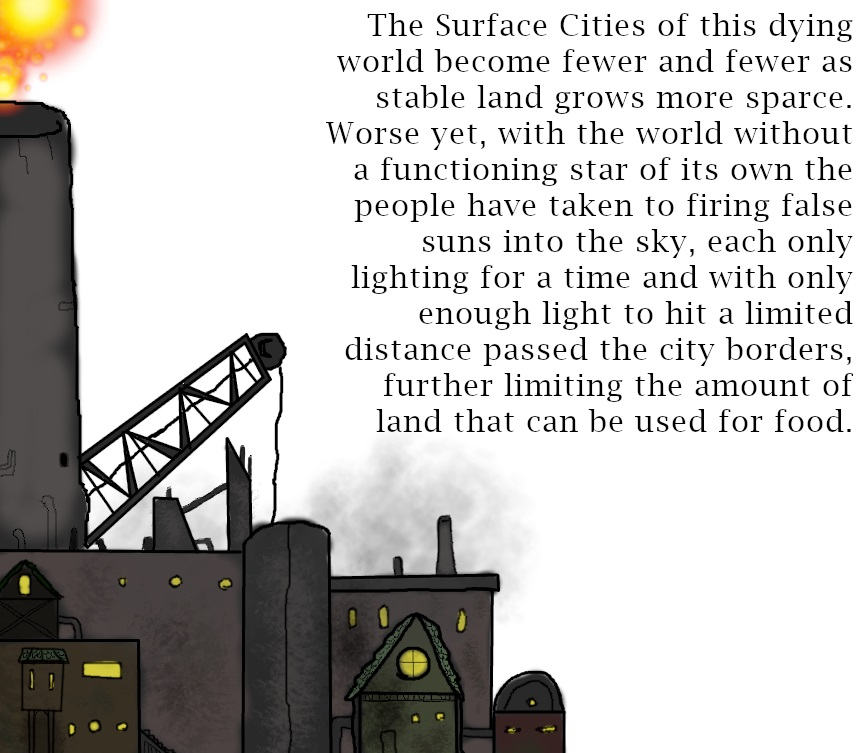 The Surface Cities of this dying
world become fewer and fewer as
stable land grows more sparce.
Worse yet, with the world without
a functioning star of its own the
people have taken to firing false
suns into the sky, each only
lighting for a time and with only
enough light to hit a limited
distance passed the city borders,
further limiting the amount of
land that can be used for food.